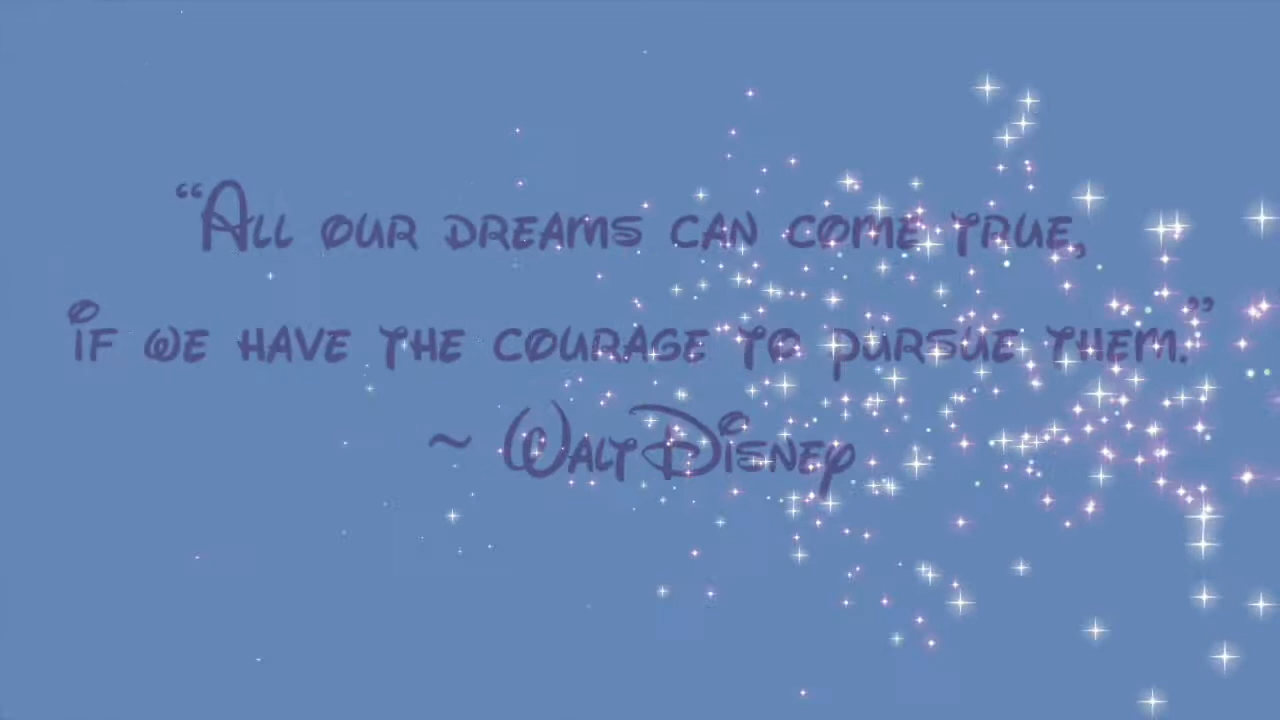 “All our dreams can come true,
if we have the courage to pursue them.”
~ Walt Disney